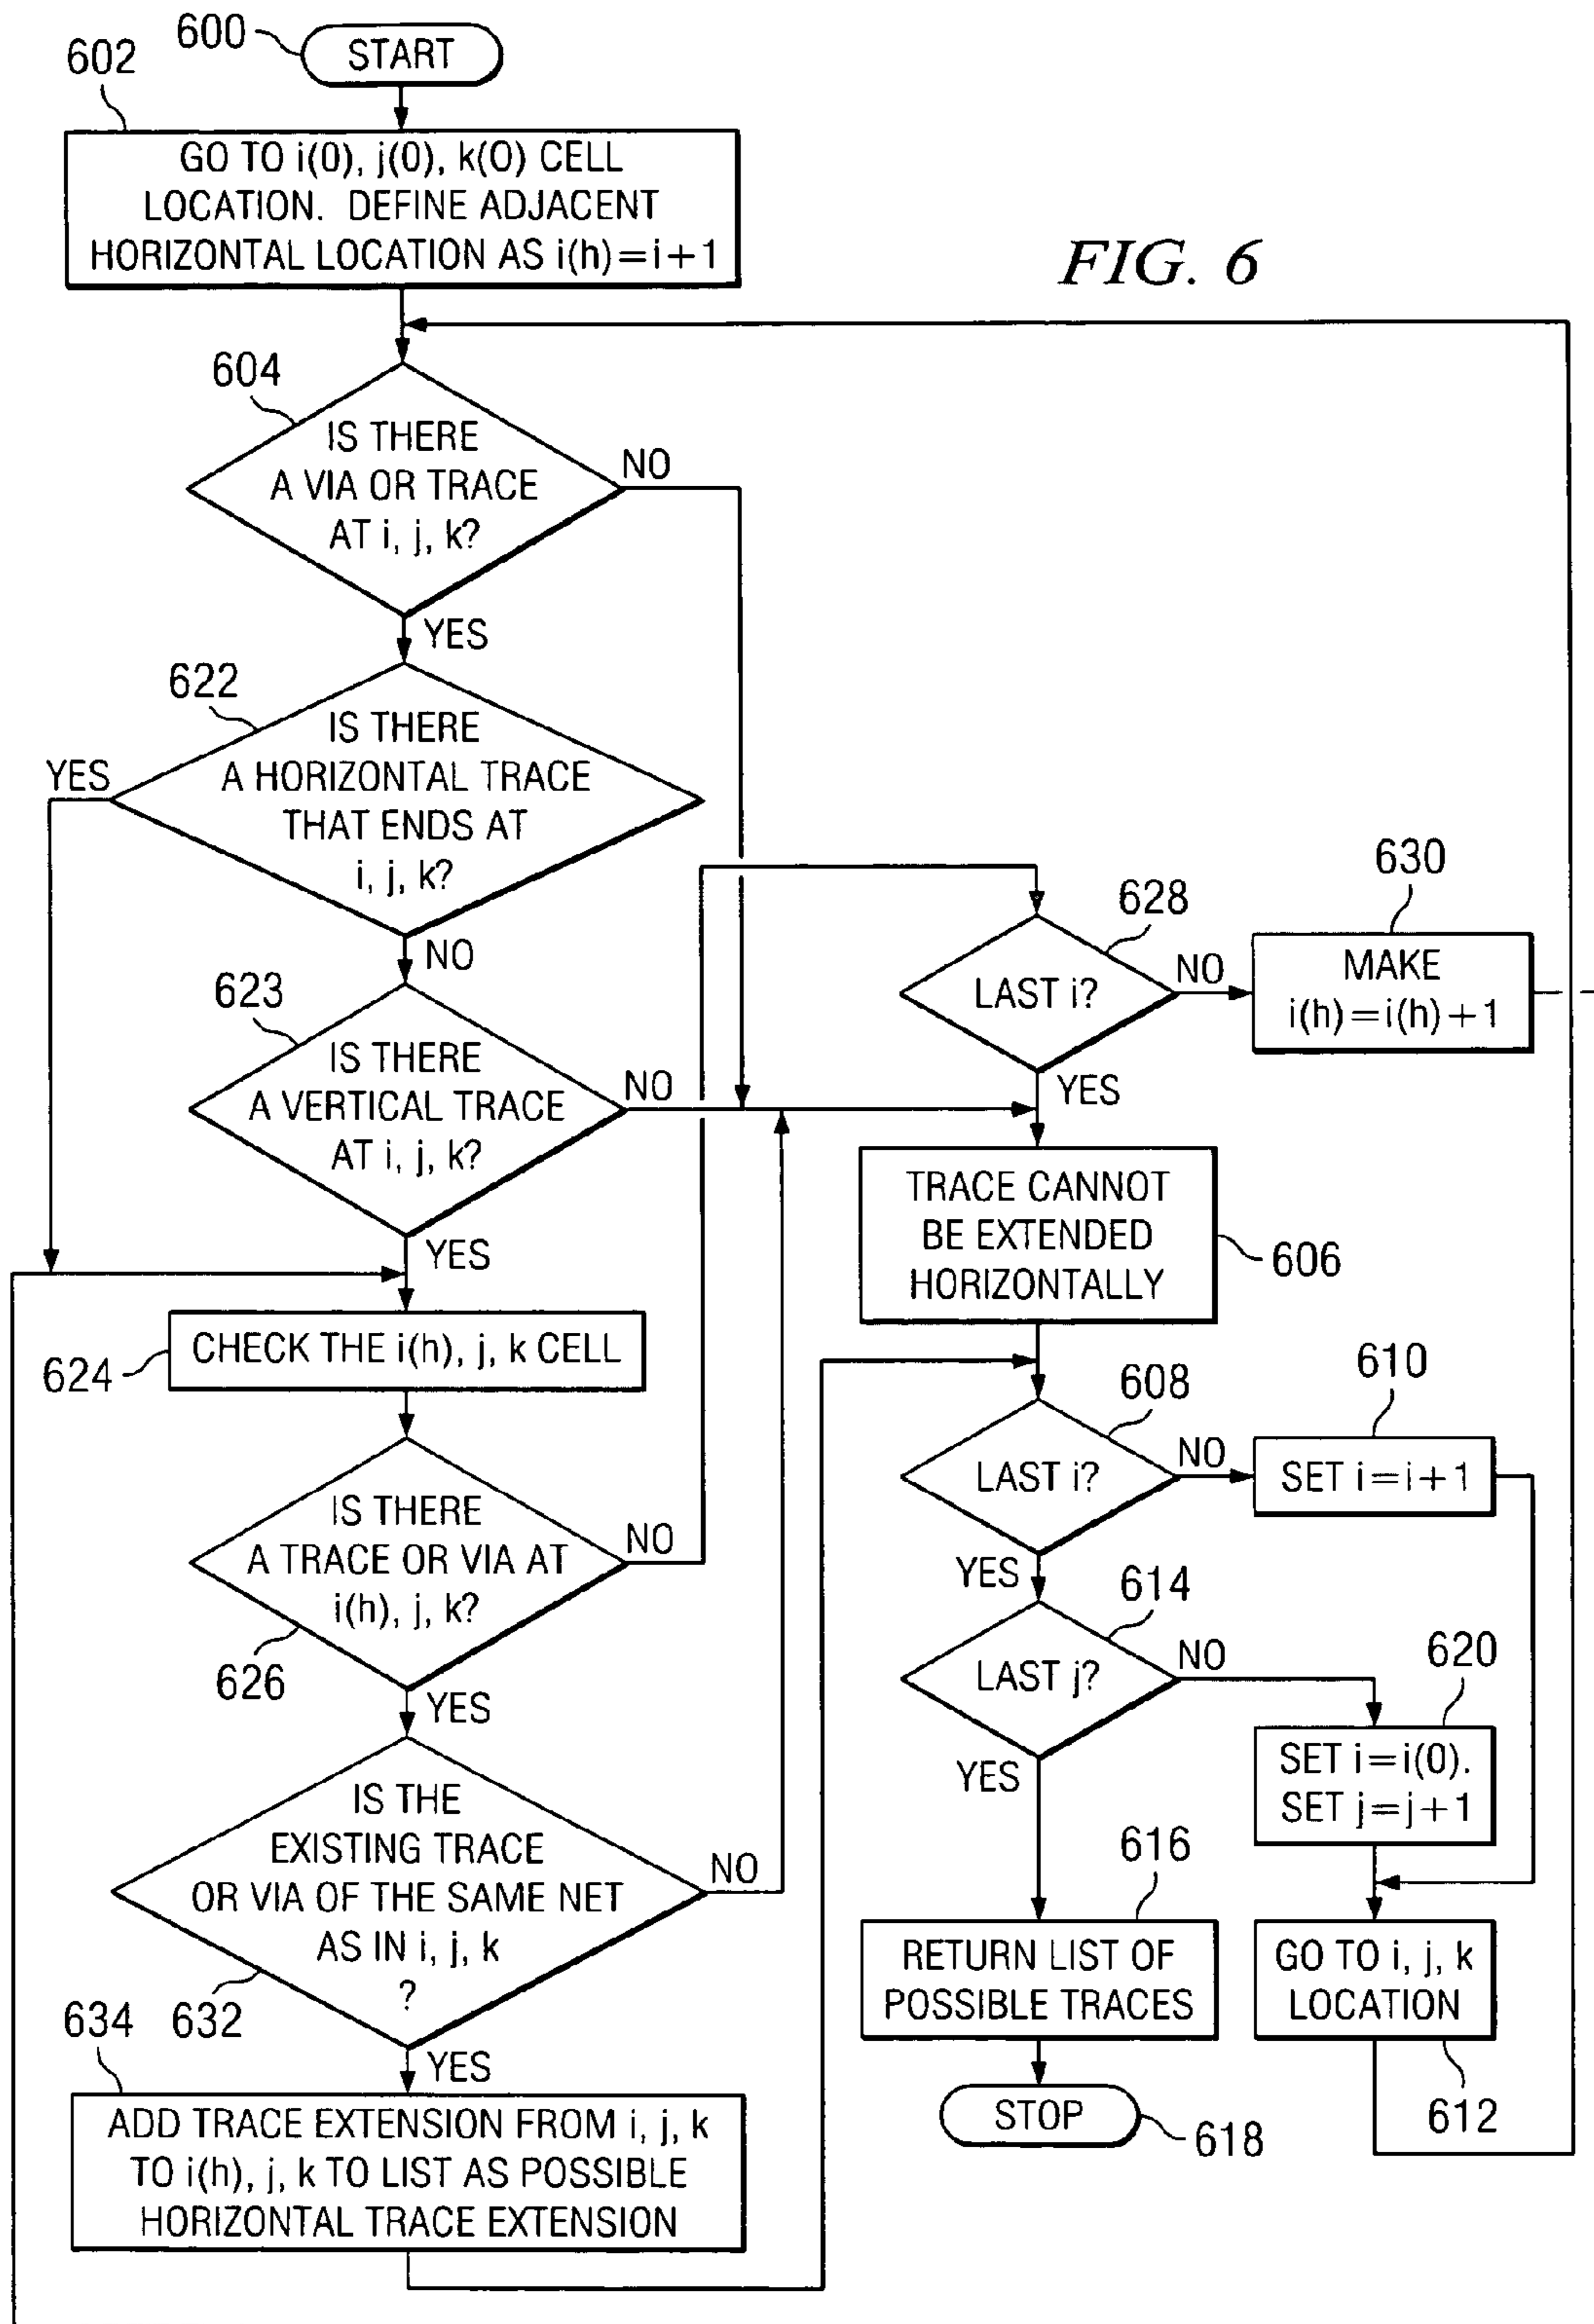 600
START
602
GO TO i(0), j(0), k(0) CELL
LOCATION. DEFINE ADJACENT
HORIZONTAL LOCATION AS i(h)=i+1
FIG. 6
604
IS THERE
A VIA OR TRACE
AT i, j, k?
NO
YES
622
IS THERE
A HORIZONTAL TRACE
THAT ENDS AT
i, j, k?
YES
NO
623
IS THERE
A VERTICAL TRACE
AT i, j, k?
NO
YES
624
CHECK THE i(h), j, k CELL
IS THERE
A TRACE OR VIA AT
i(h), j, k?
NO
626
YES
IS THE
EXISTING TRACE
OR VIA OF THE SAME NET
AS IN i, j, k
?
NO
632
YES
634
ADD TRACE EXTENSION FROM i, j, k
TO i(h), j, k TO LIST AS POSSIBLE
HORIZONTAL TRACE EXTENSION
628
LAST i?
NO
YES
630
MAKE
i(h)=i(h)+1
TRACE CANNOT
BE EXTENDED
HORIZONTALLY
606
608
LAST i?
NO
YES
610
SET i=i+1
614
LAST j?
NO
YES
620
SET i=i(0).
SET j=j+1
616
RETURN LIST OF
POSSIBLE TRACES
GO TO i, j, k
LOCATION
612
STOP
618